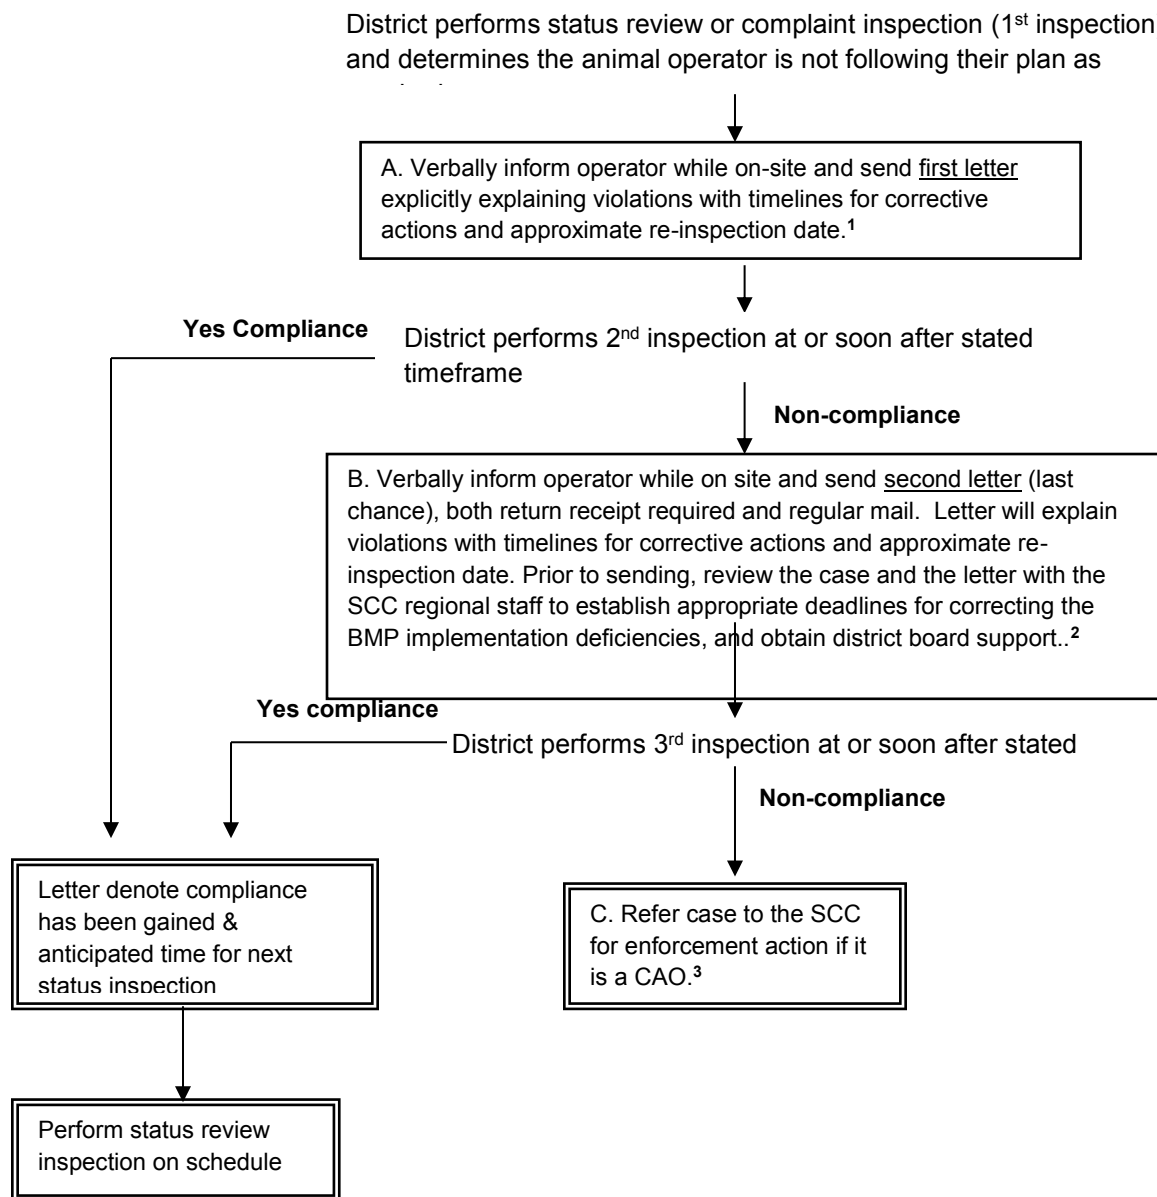 District performs status review or complaint inspection (1st inspection
and determines the animal operator is not following their plan as
A. Verbally inform operator while on-site and send first letter
explicitly explaining violations with timelines for corrective
actions and approximate re-inspection date.1
Yes Compliance
District performs 2nd inspection at or soon after stated
timeframe
Non-compliance
B. Verbally inform operator while on site and send second letter (last
chance), both return receipt required and regular mail.  Letter will explain
violations with timelines for corrective actions and approximate re-
inspection date. Prior to sending, review the case and the letter with the
SCC regional staff to establish appropriate deadlines for correcting the
BMP implementation deficiencies, and obtain district board support..2
Yes compliance
District performs 3rd inspection at or soon after stated
Non-compliance
Letter denote compliance
has been gained &
anticipated time for next
status inspection
C. Refer case to the SCC
for enforcement action if it
is a CAO.3
Perform status review
inspection on schedule